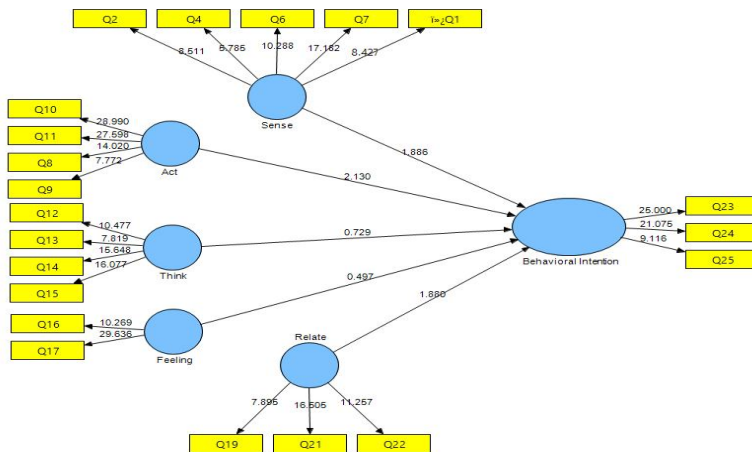 Q2
Q4
Q6
Q7
ï»¿Q1
8.511
5.785
10.288
17.182
8.427
Sense
Q10
Q11
Q8
Q9
28.990
27.598
14.020
7.772
Act
1.886
2.130
Q12
Q13
Q14
Q15
10.477
7.819
15.648
16.077
Think
0.729
Behavioral Intention
25.000
21.075
9.116
Q23
Q24
Q25
Q16
Q17
10.269
29.636
Feeling
0.497
Relate
1.880
7.895
16.505
11.257
Q19
Q21
Q22